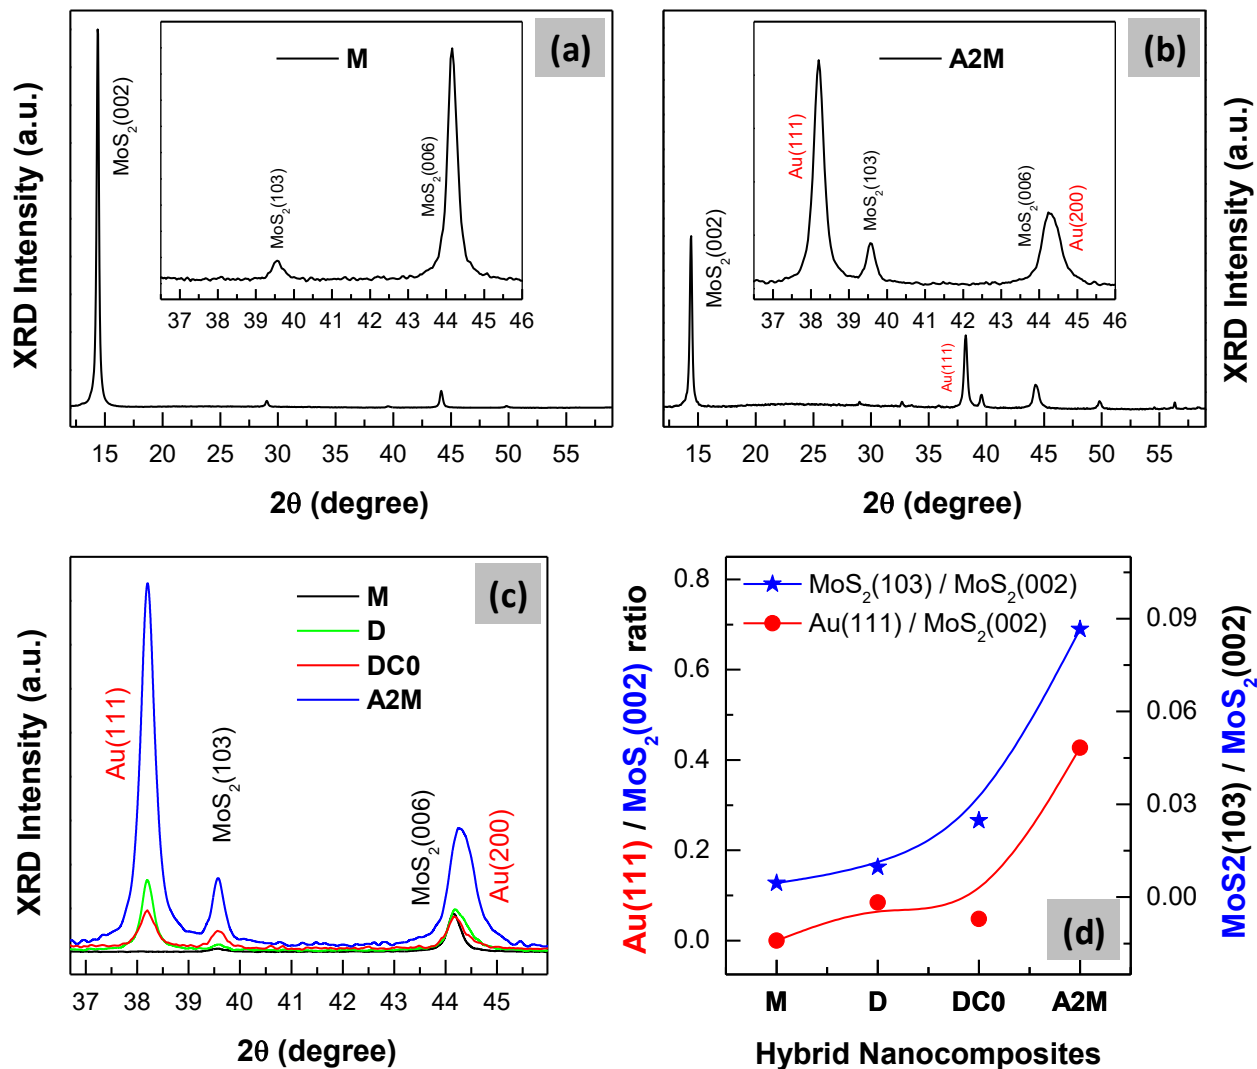 M
(a)
MoS2(002)
MoS2(103)
MoS2(006)
37 38 39 40 41 42 43 44 45 46
XRD Intensity (a.u.)
15 20 25 30 35 40 45 50 55
2θ (degree)
A2M
(b)
MoS2(002)
Au(111)
MoS2(103)
MoS2(006)
Au(200)
37 38 39 40 41 42 43 44 45 46
Au(111)
XRD Intensity (a.u.)
15 20 25 30 35 40 45 50 55
2θ (degree)
(c)
M
D
DC0
A2M
Au(111)
MoS2(103)
MoS2(006)
Au(200)
XRD Intensity (a.u.)
37 38 39 40 41 42 43 44 45
2θ (degree)
MoS2(103) / MoS2(002)
Au(111) / MoS2(002)
(d)
Au(111) / MoS2(002) ratio
0.8
0.6
0.4
0.2
0.0
MoS2(103) / MoS2(002)
0.09
0.06
0.03
0.00
M D DC0 A2M
Hybrid Nanocomposites